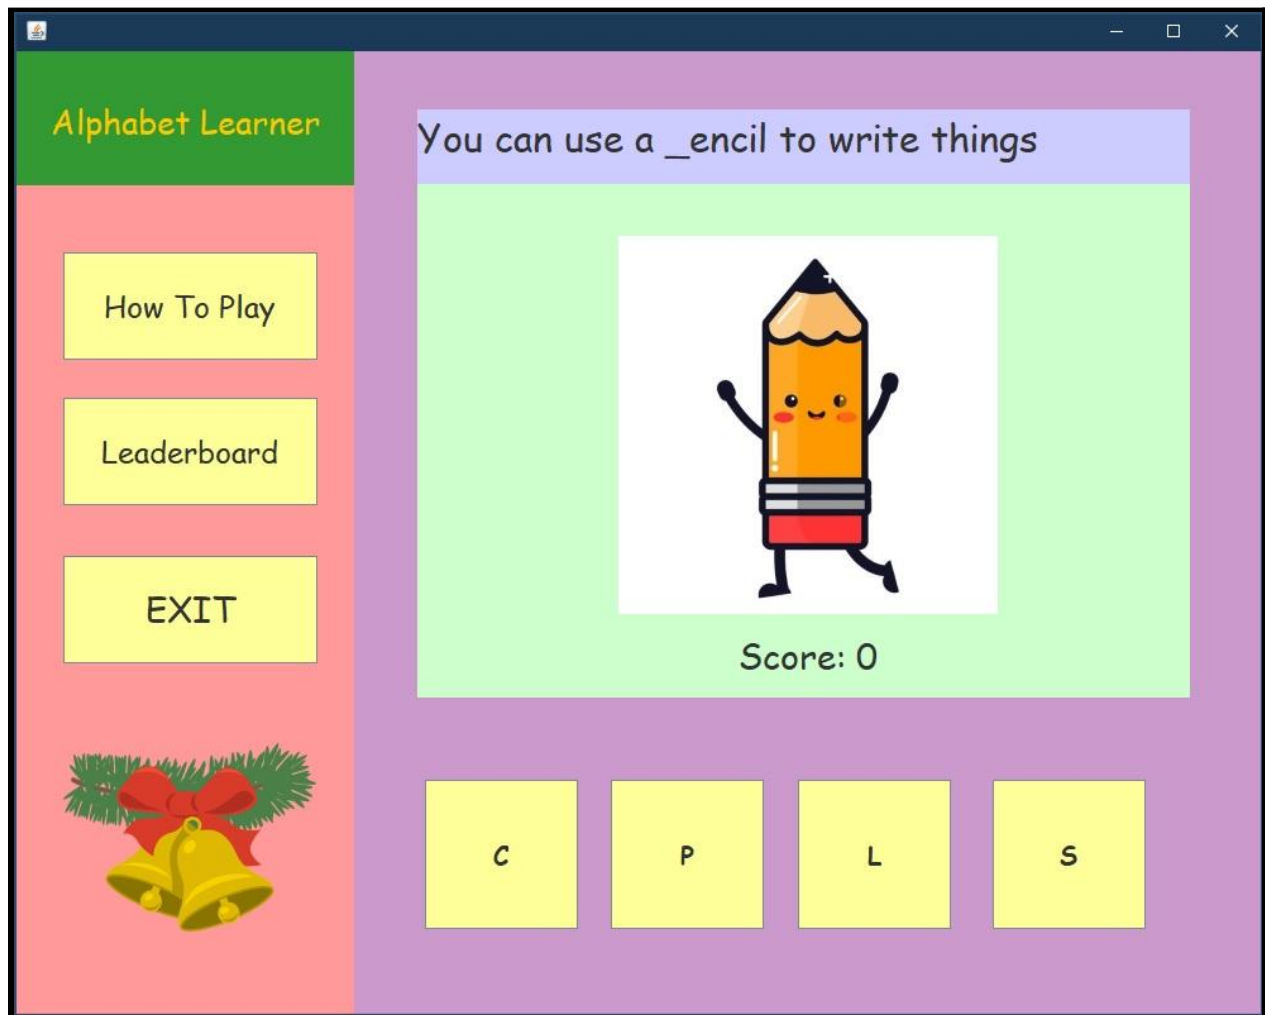 Alphabet Learner
You can use a _encil to write things
How To Play
Leaderboard
EXIT
Score: 0
C
P
L
S